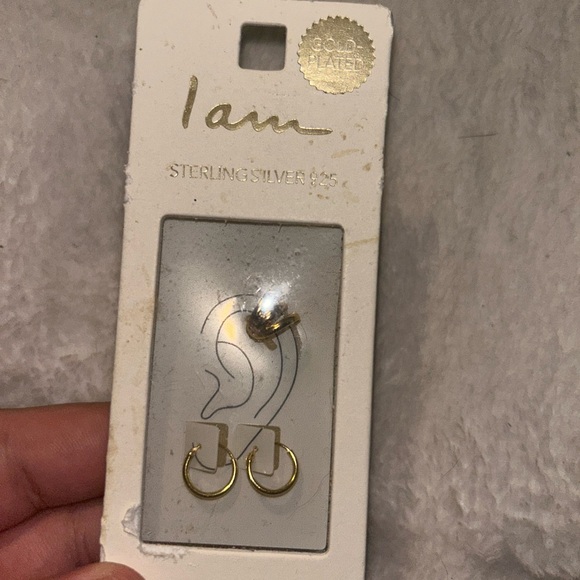 GOLD-
PLATED
I am
STERLING SILVER 925